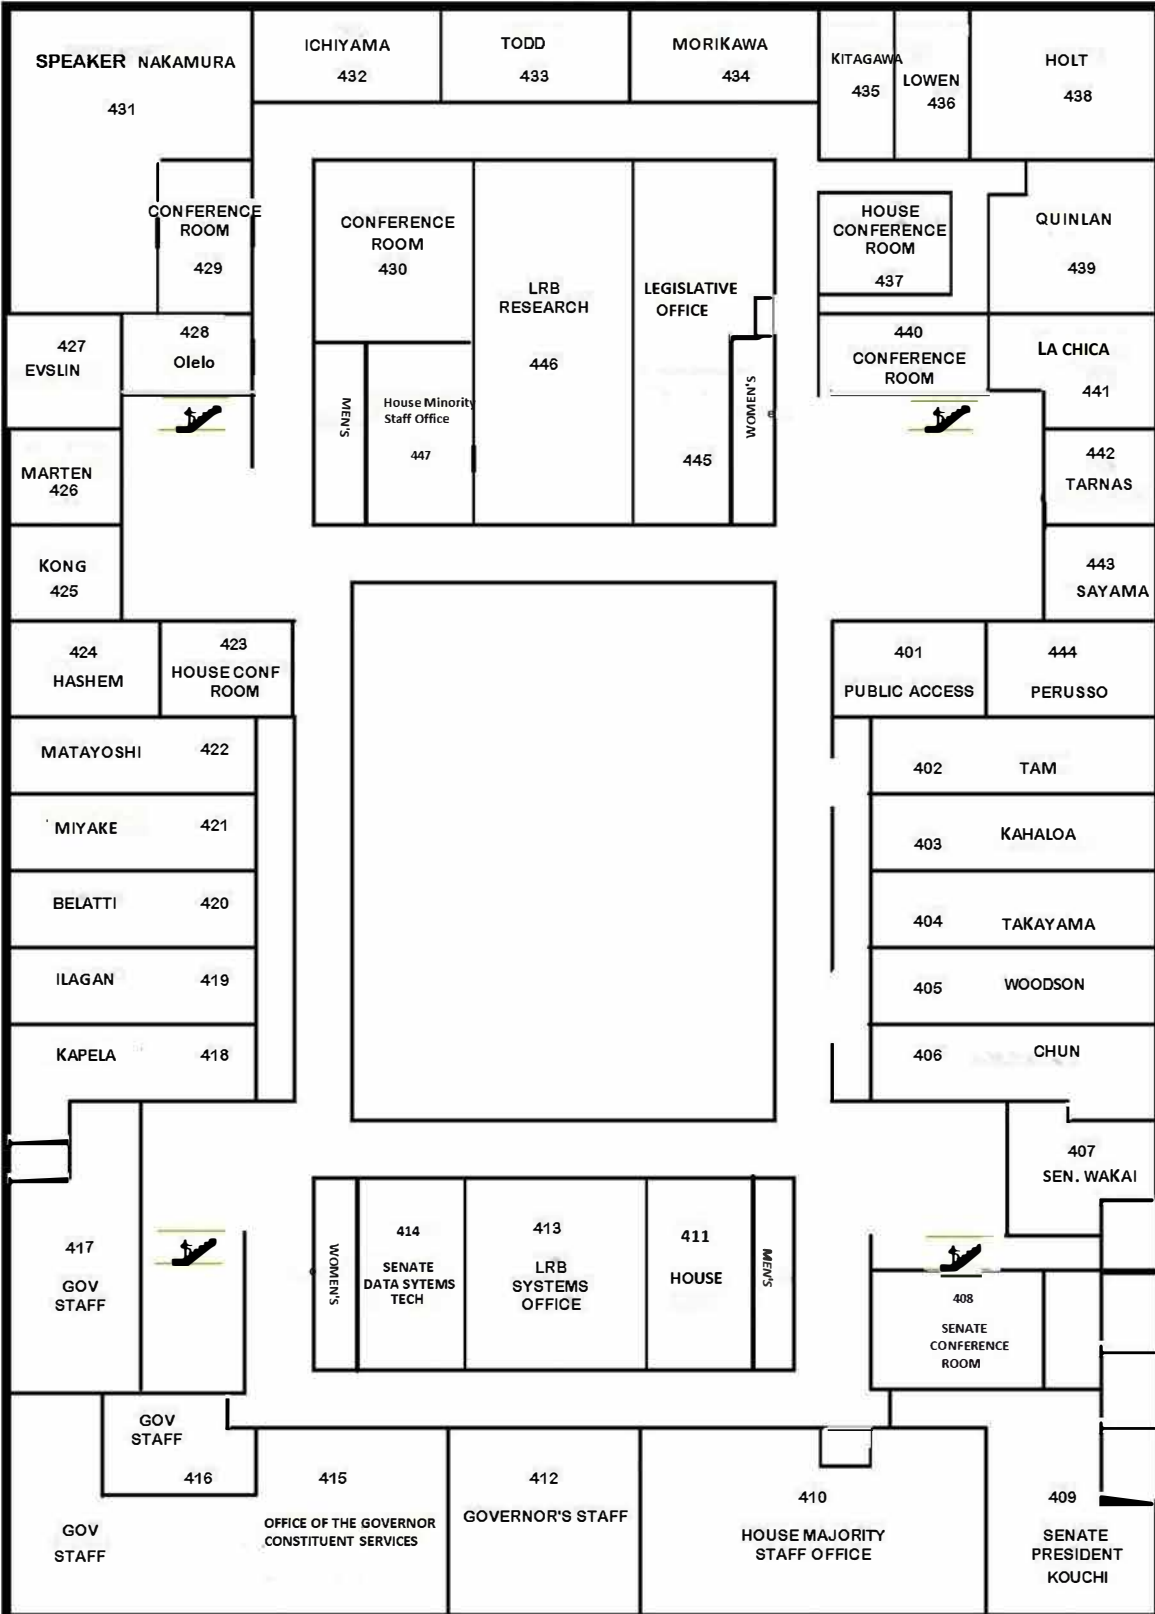 SPEAKER NAKAMURA
431
ICHIYAMA
432
TODD
433
MORIKAWA
434
KITAGAWA
435
LOWEN
436
HOLT
438
CONFERENCE
ROOM
429
CONFERENCE
ROOM
430
LRB
RESEARCH
446
LEGISLATIVE
OFFICE
445
WOMEN'S
HOUSE
CONFERENCE
ROOM
437
QUINLAN
439
427
EVSLIN
428
Olelo
MEN'S
House Minority
Staff Office
447
440
CONFERENCE
ROOM
LA CHICA
441
MARTEN
426
442
TARNAS
KONG
425
443
SAYAMA
424
HASHEM
423
HOUSE CONF
ROOM
401
PUBLIC ACCESS
444
PERUSSO
MATAYOSHI 422
402 TAM
MIYAKE 421
403 KAHALOA
BELATTI 420
404 TAKAYAMA
ILAGAN 419
405 WOODSON
KAPELA 418
406 CHUN
407
SEN. WAKAI
417
GOV
STAFF
WOMEN'S
414
SENATE
DATA SYTEMS
TECH
413
LRB
SYSTEMS
OFFICE
411
HOUSE
MEN'S
408
SENATE
CONFERENCE
ROOM
GOV
STAFF
416
GOV
STAFF
415
OFFICE OF THE GOVERNOR
CONSTITUENT SERVICES
412
GOVERNOR'S STAFF
410
HOUSE MAJORITY
STAFF OFFICE
409
SENATE
PRESIDENT
KOUCHI